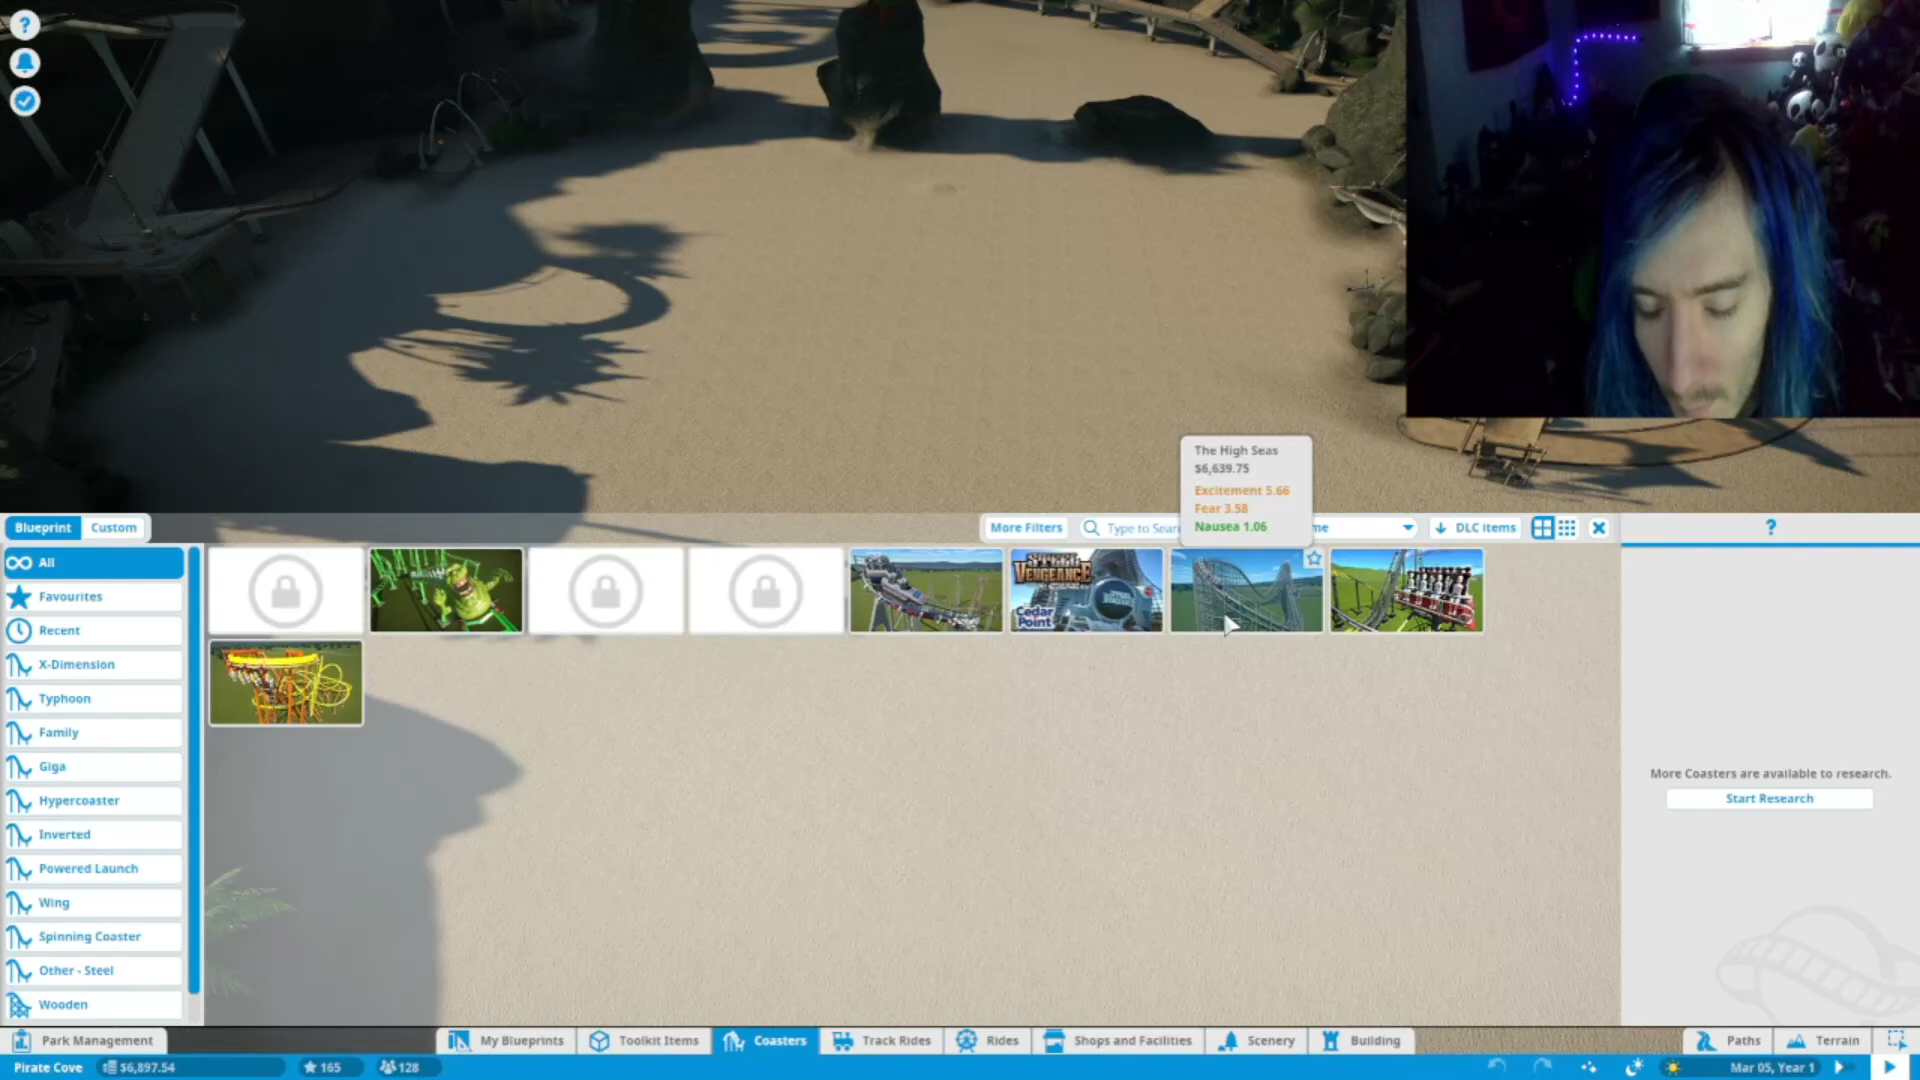 ?
The High Seas
$6,639.75
Excitement 5.66
Fear 3.58
Nausea 1.06
Blueprint
Custom
More Filters
Type to Sear
me
DLC items
?
All
Favourites
Recent
X-Dimension
Typhoon
Family
Giga
Hypercoaster
Inverted
Powered Launch
Wing
Spinning Coaster
Other - Steel
Wooden
STEEL
VENGEANCE
Cedar
Point
More Coasters are available to research.
Start Research
Park Management
My Blueprints
Toolkit Items
Coasters
Track Rides
Rides
Shops and Facilities
Scenery
Building
Paths
Terrain
Pirate Cove
$6,897.54
165
128
Mar 05, Year 1